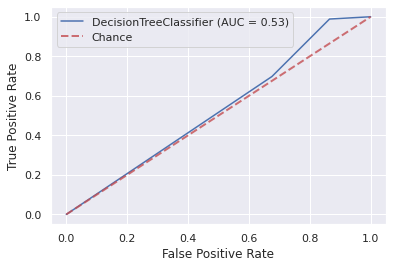 DecisionTreeClassifier (AUC = 0.53)
Chance
True Positive Rate
1.0
0.8
0.6
0.4
0.2
0.0
0.0 0.2 0.4 0.6 0.8 1.0
False Positive Rate